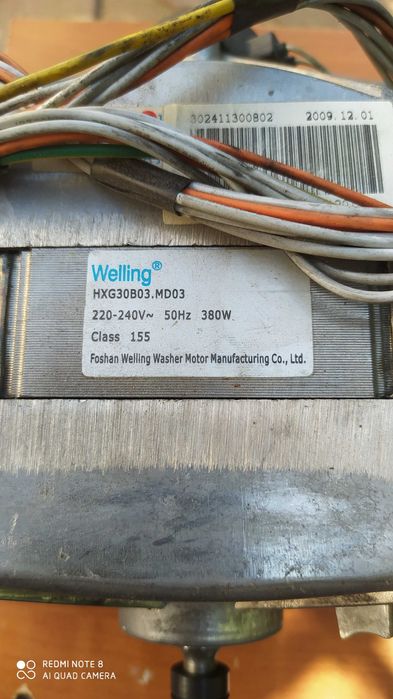 302411300802 2009.12.01
Welling®
HXG30B03.MD03
220-240V~ 50Hz 380W
Class 155
Foshan Welling Washer Motor Manufacturing Co., Ltd.
REDMI NOTE 8
AI QUAD CAMERA